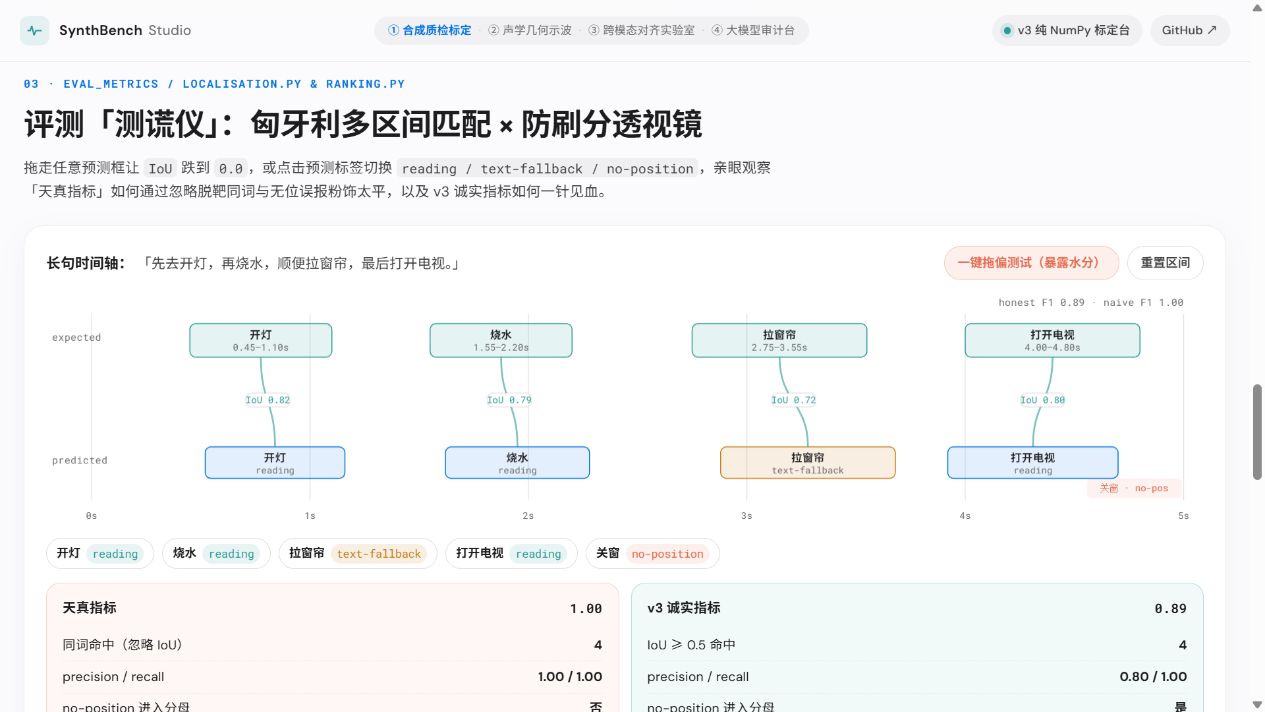 SynthBench Studio
① 合成质检标定 · ② 声学几何示波 · ③ 跨模态对齐实验室 · ④ 大模型审计台
v3 纯 NumPy 标定台
GitHub ↗
03 · EVAL_METRICS / LOCALISATION.PY & RANKING.PY
评测「测谎仪」：匈牙利多区间匹配 × 防刷分透视镜
拖走任意预测框让 IoU 跌到 0.0，或点击预测标签切换 reading / text-fallback / no-position，亲眼观察
「天真指标」如何通过忽略脱靶同词与无位误报粉饰太平，以及 v3 诚实指标如何一针见血。
长句时间轴： 「先去开灯，再烧水，顺便拉窗帘，最后打开电视。」
一键拖偏测试（暴露水分）
重置区间
honest F1 0.89 · naive F1 1.00
expected
开灯
0.45–1.10s
烧水
1.55–2.20s
拉窗帘
2.75–3.55s
打开电视
4.00–4.80s
IoU 0.82
IoU 0.79
IoU 0.72
IoU 0.80
predicted
开灯
reading
烧水
reading
拉窗帘
text-fallback
打开电视
reading
关窗 · no-pos
0s
1s
2s
3s
4s
5s
开灯 reading
烧水 reading
拉窗帘 text-fallback
打开电视 reading
关窗 no-position
天真指标 1.00
同词命中（忽略 IoU） 4
precision / recall 1.00 / 1.00
no-position 进入分母 否
v3 诚实指标 0.89
IoU ≥ 0.5 命中 4
precision / recall 0.80 / 1.00
no-position 进入分母 是